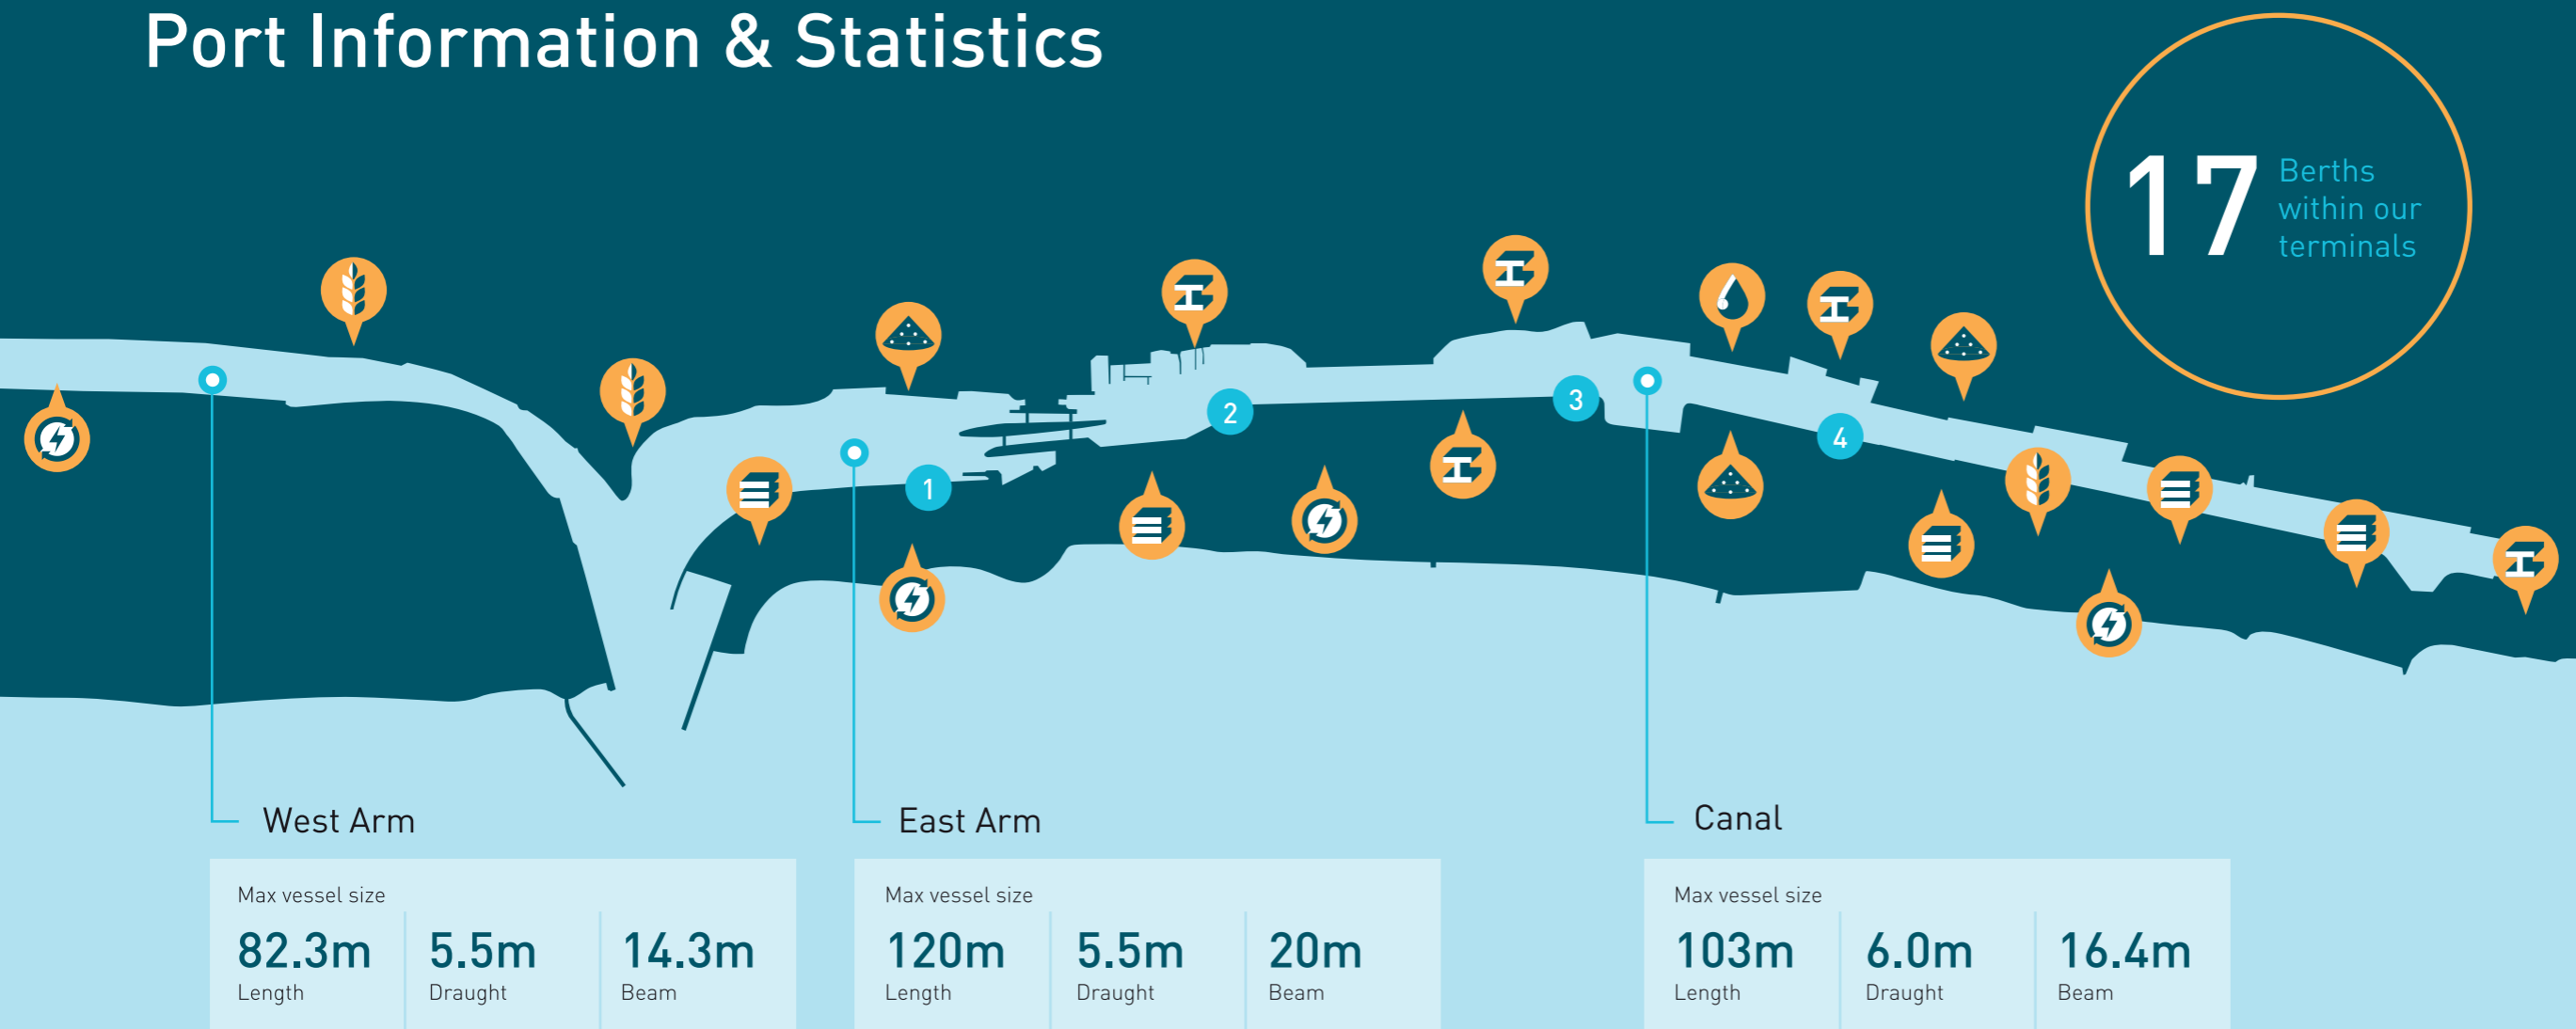 Port Information & Statistics
17
Berths
within our
terminals
1
2
3
4
West Arm
Max vessel size
82.3m
Length
5.5m
Draught
14.3m
Beam
East Arm
Max vessel size
120m
Length
5.5m
Draught
20m
Beam
Canal
Max vessel size
103m
Length
6.0m
Draught
16.4m
Beam